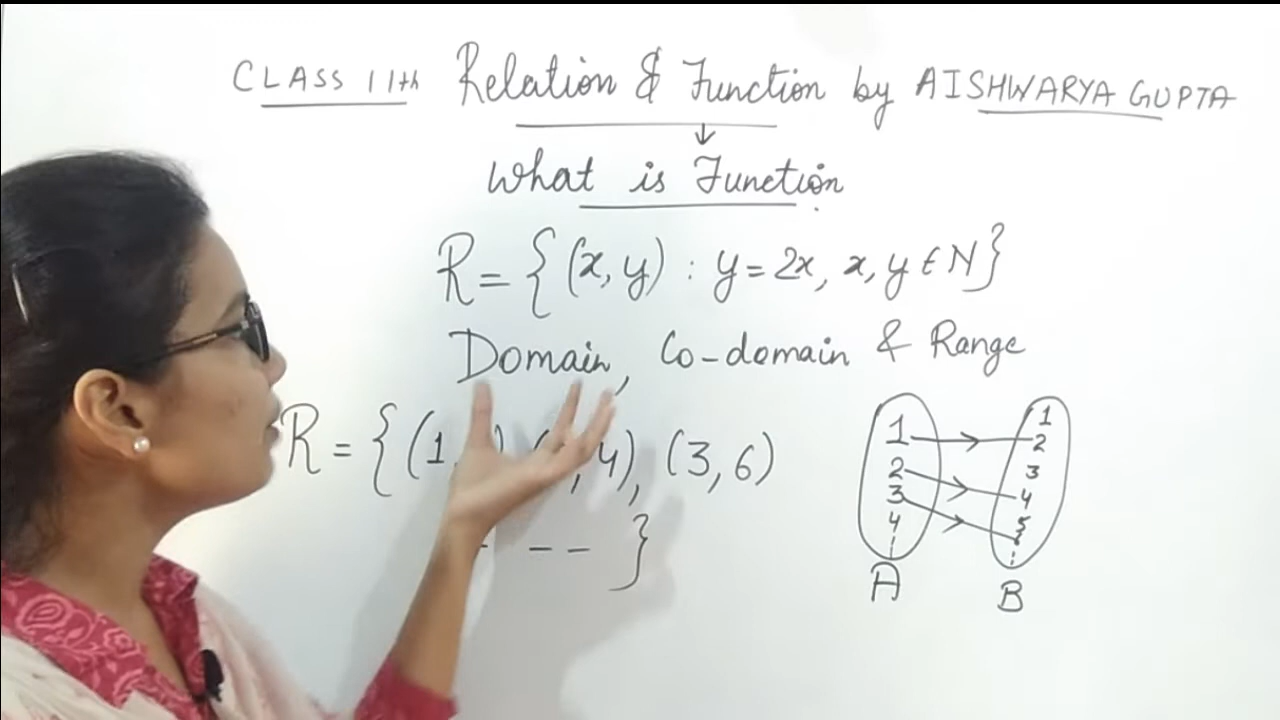 CLASS 11th Relation & Function by AISHWARYA GUPTA
↓
What is Function
R = { (x, y) : y = 2x, x, y ∈ N }
Domain, Co-domain & Range
R = { (1, ), ( , 4), (3, 6)
- -- }
1 2 3 4
A
1 2 3 4 5
B